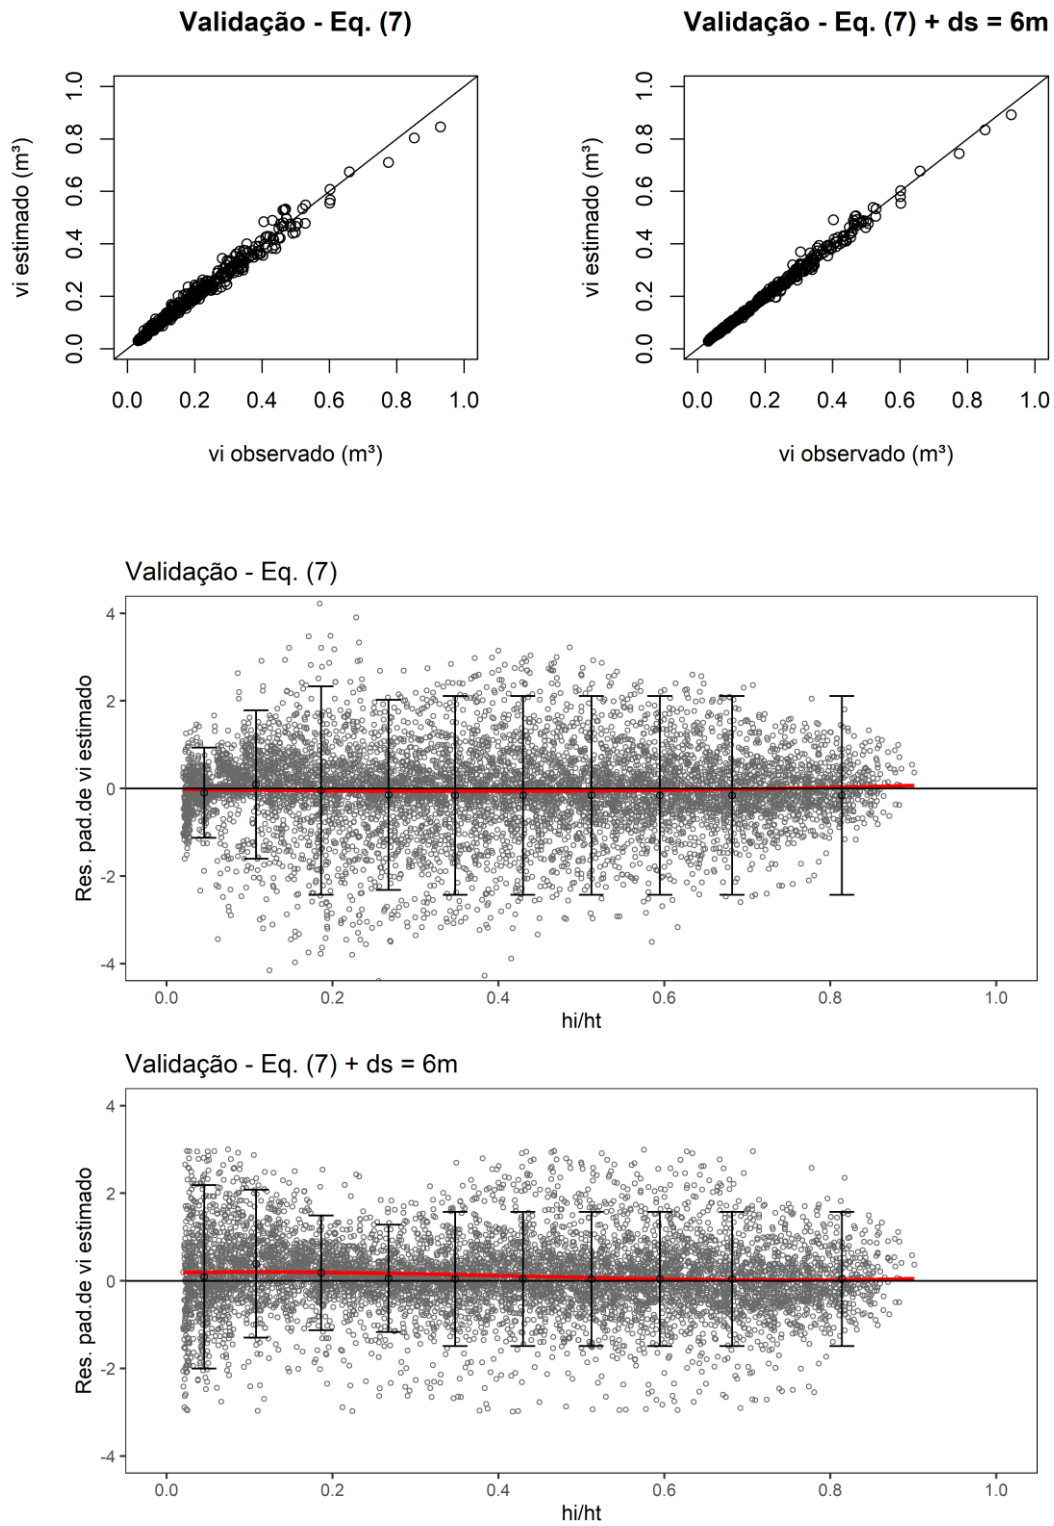 Validação - Eq. (7)
Validação - Eq. (7) + ds = 6m
vi estimado (m³)
1.0
0.8
0.6
0.4
0.2
0.0
0.0 0.2 0.4 0.6 0.8 1.0
vi observado (m³)
vi estimado (m³)
1.0
0.8
0.6
0.4
0.2
0.0
0.0 0.2 0.4 0.6 0.8 1.0
vi observado (m³)
Validação - Eq. (7)
Res. pad.de vi estimado
4
2
0
-2
-4
0.0 0.2 0.4 0.6 0.8 1.0
hi/ht
Validação - Eq. (7) + ds = 6m
Res. pad.de vi estimado
4
2
0
-2
-4
0.0 0.2 0.4 0.6 0.8 1.0
hi/ht